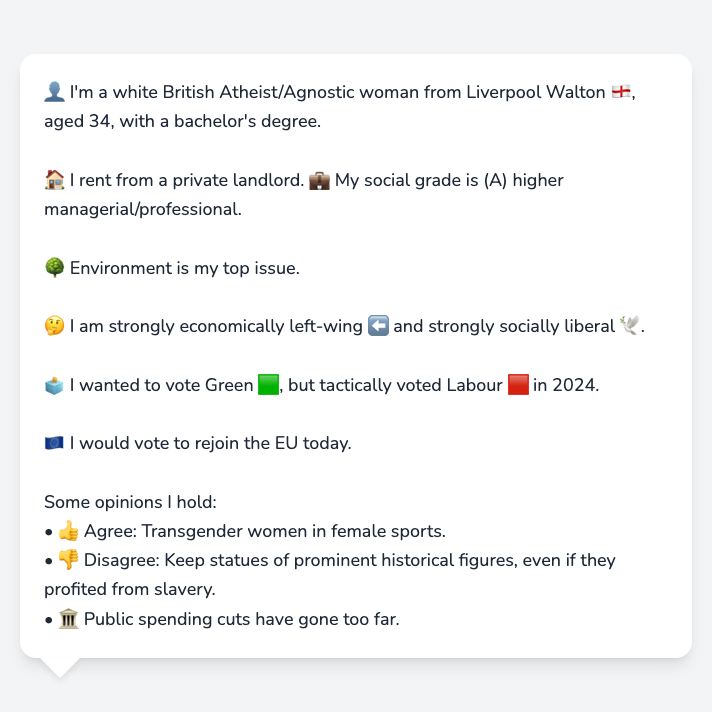 👤 I'm a white British Atheist/Agnostic woman from Liverpool Walton 🏴󠁧󠁢󠁥󠁮󠁧󠁿,
aged 34, with a bachelor's degree.
🏠 I rent from a private landlord. 💼 My social grade is (A) higher
managerial/professional.
🌳 Environment is my top issue.
🤔 I am strongly economically left-wing ⬅️ and strongly socially liberal 🕊️.
🗳️ I wanted to vote Green 🟩, but tactically voted Labour 🟥 in 2024.
🇪🇺 I would vote to rejoin the EU today.
Some opinions I hold:
• 👍 Agree: Transgender women in female sports.
• 👎 Disagree: Keep statues of prominent historical figures, even if they
profited from slavery.
• 🏛️ Public spending cuts have gone too far.